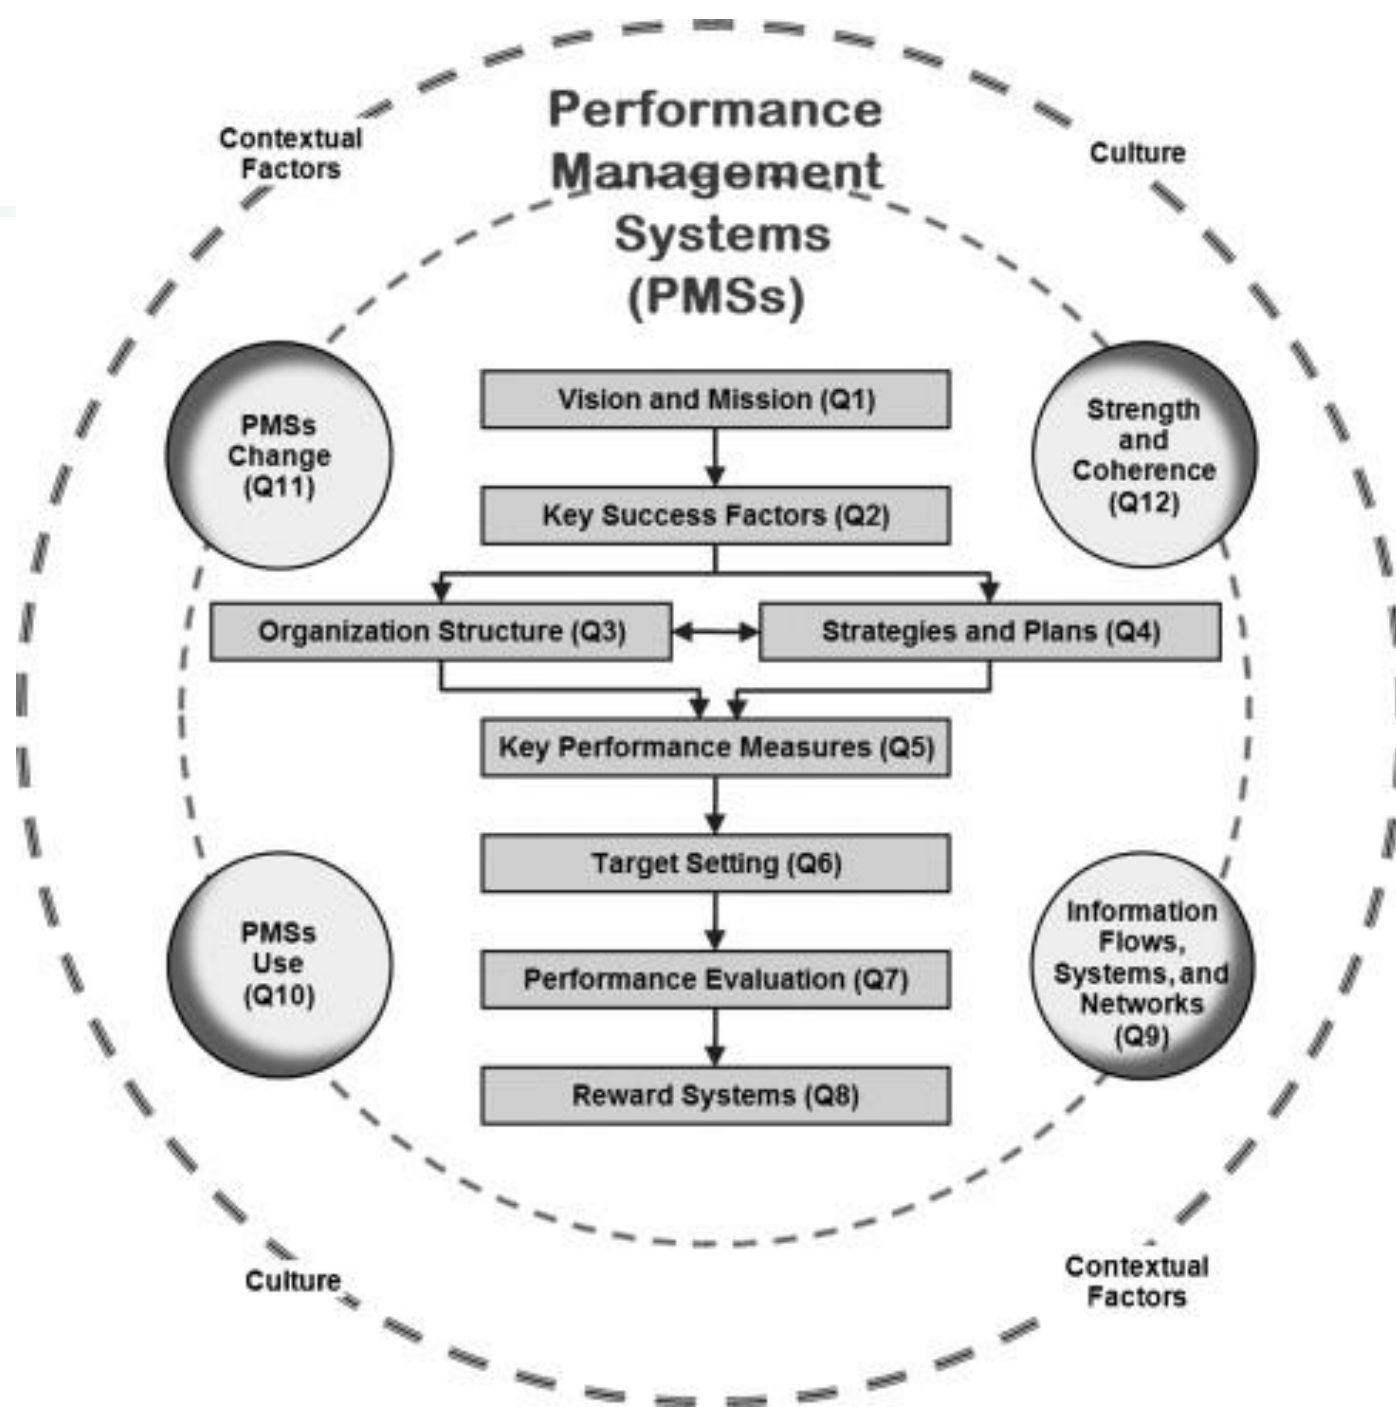 Performance
Management
Systems
(PMSs)
Contextual
Factors
Culture
PMSs
Change
(Q11)
Vision and Mission (Q1)
Strength
and
Coherence
(Q12)
Key Success Factors (Q2)
Organization Structure (Q3)
Strategies and Plans (Q4)
Key Performance Measures (Q5)
Target Setting (Q6)
PMSs
Use
(Q10)
Performance Evaluation (Q7)
Information
Flows,
Systems, and
Networks
(Q9)
Reward Systems (Q8)
Culture
Contextual
Factors